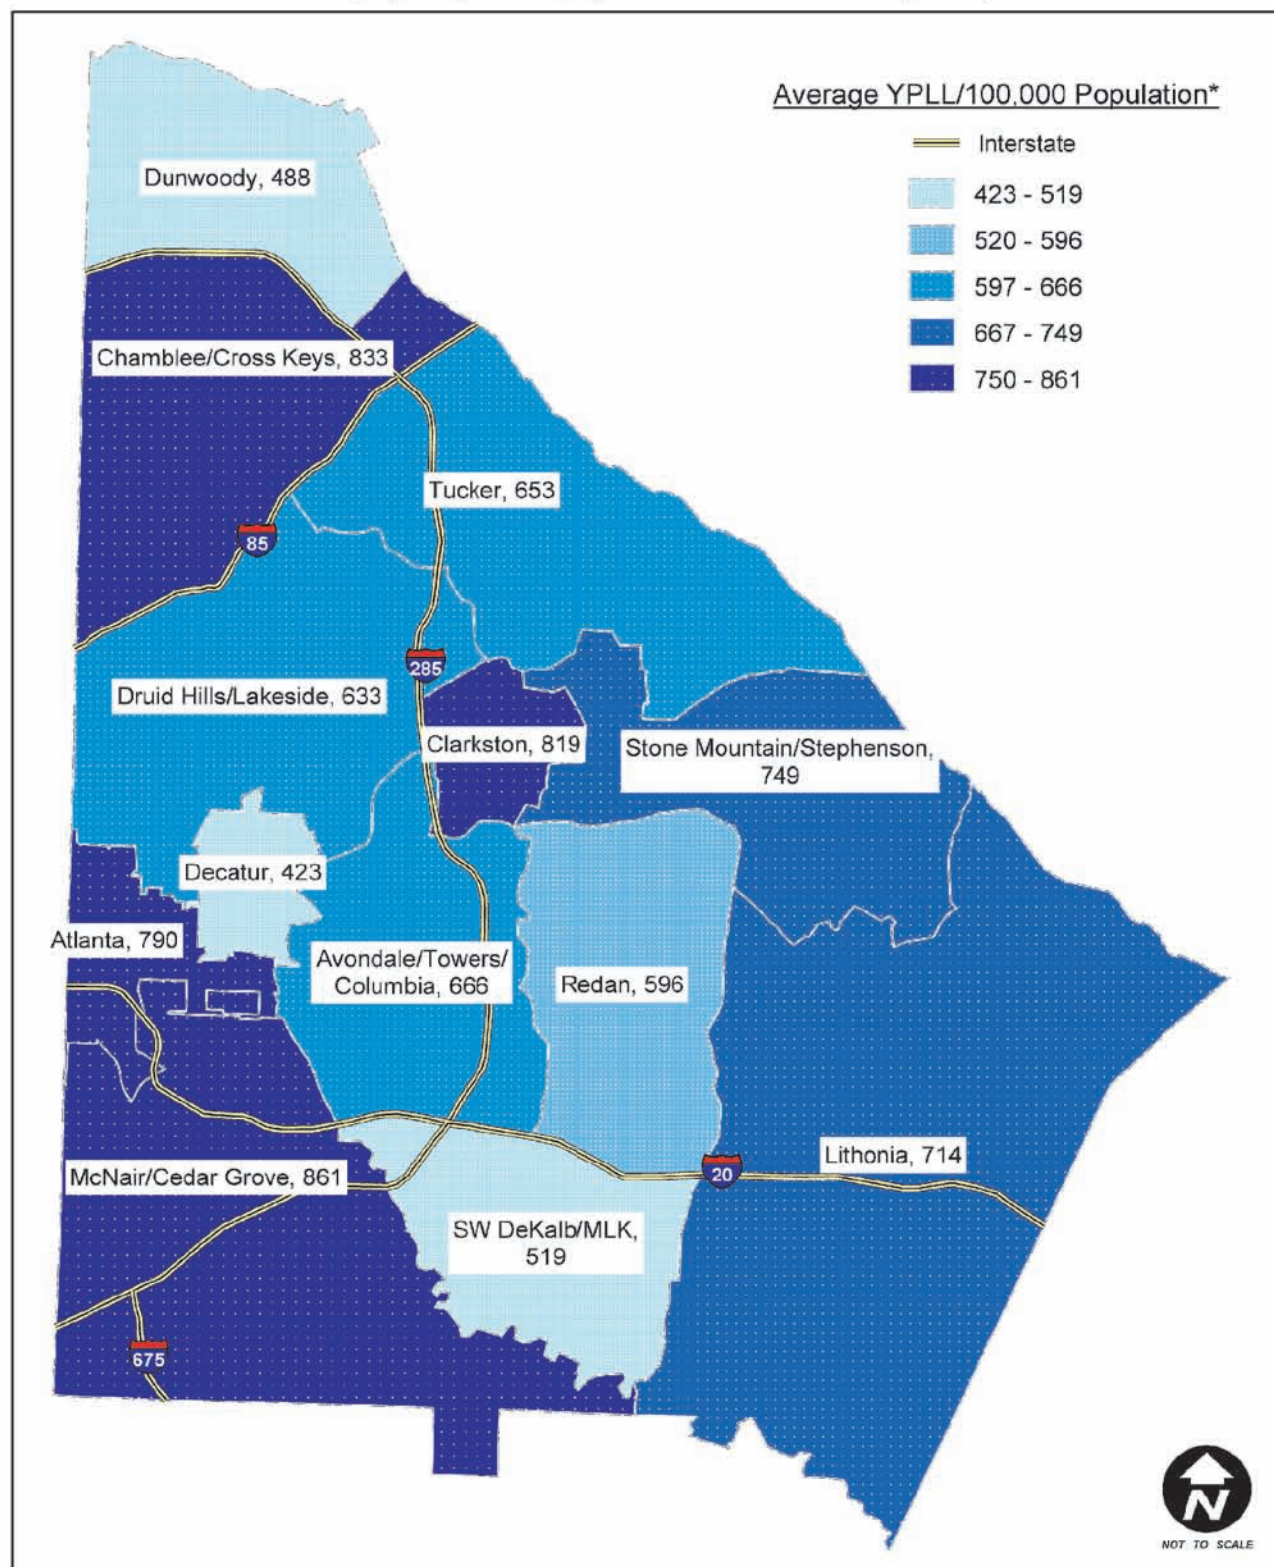 Average YPLL/100,000 Population*
Interstate
423 - 519
520 - 596
597 - 666
667 - 749
750 - 861
Dunwoody, 488
Chamblee/Cross Keys, 833
Tucker, 653
85
285
Druid Hills/Lakeside, 633
Clarkston, 819
Stone Mountain/Stephenson,
749
Decatur, 423
Atlanta, 790
Avondale/Towers/
Columbia, 666
Redan, 596
McNair/Cedar Grove, 861
20
Lithonia, 714
SW DeKalb/MLK,
519
675
N
NOT TO SCALE